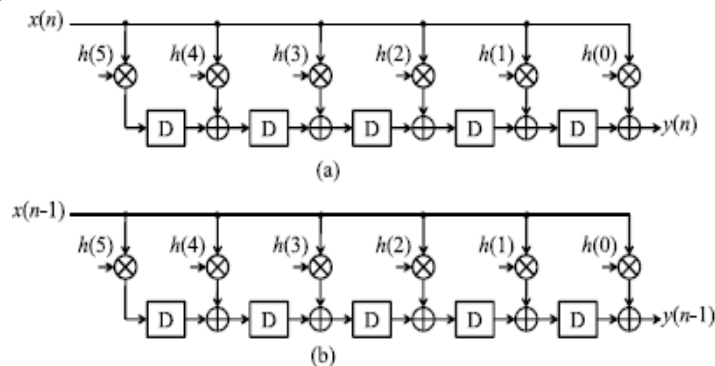 x(n)
h(5) h(4) h(3) h(2) h(1) h(0)
D D D D D y(n)
(a)
x(n-1)
h(5) h(4) h(3) h(2) h(1) h(0)
D D D D D y(n-1)
(b)